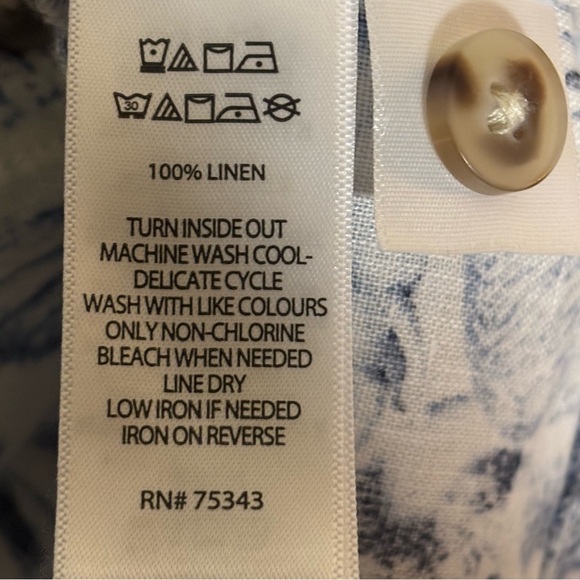 30
100% LINEN
TURN INSIDE OUT
MACHINE WASH COOL-
DELICATE CYCLE
WASH WITH LIKE COLOURS
ONLY NON-CHLORINE
BLEACH WHEN NEEDED
LINE DRY
LOW IRON IF NEEDED
IRON ON REVERSE
RN# 75343